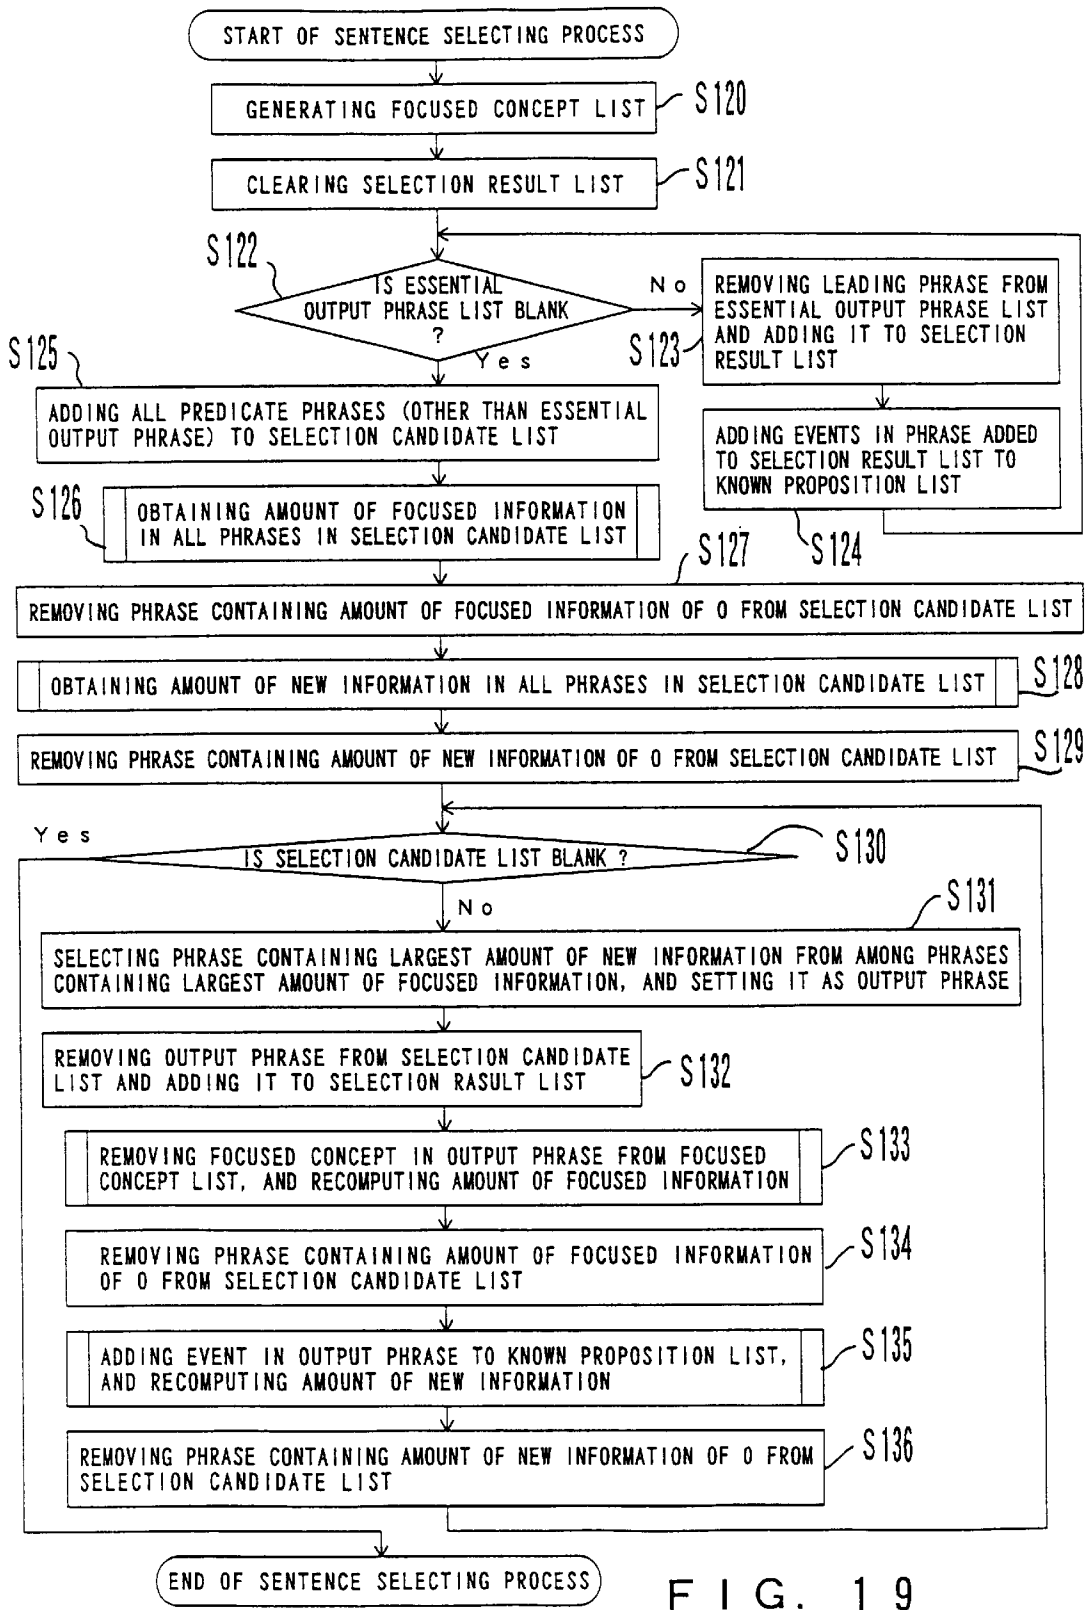 START OF SENTENCE SELECTING PROCESS
GENERATING FOCUSED CONCEPT LIST
S120
CLEARING SELECTION RESULT LIST
S121
S122
IS ESSENTIAL
OUTPUT PHRASE LIST BLANK
?
No
Yes
REMOVING LEADING PHRASE FROM
ESSENTIAL OUTPUT PHRASE LIST
AND ADDING IT TO SELECTION
RESULT LIST
S123
ADDING EVENTS IN PHRASE ADDED
TO SELECTION RESULT LIST TO
KNOWN PROPOSITION LIST
S124
S125
ADDING ALL PREDICATE PHRASES (OTHER THAN ESSENTIAL
OUTPUT PHRASE) TO SELECTION CANDIDATE LIST
S126
OBTAINING AMOUNT OF FOCUSED INFORMATION
IN ALL PHRASES IN SELECTION CANDIDATE LIST
S127
REMOVING PHRASE CONTAINING AMOUNT OF FOCUSED INFORMATION OF 0 FROM SELECTION CANDIDATE LIST
OBTAINING AMOUNT OF NEW INFORMATION IN ALL PHRASES IN SELECTION CANDIDATE LIST
S128
REMOVING PHRASE CONTAINING AMOUNT OF NEW INFORMATION OF 0 FROM SELECTION CANDIDATE LIST
S129
Yes
IS SELECTION CANDIDATE LIST BLANK ?
S130
No
S131
SELECTING PHRASE CONTAINING LARGEST AMOUNT OF NEW INFORMATION FROM AMONG PHRASES
CONTAINING LARGEST AMOUNT OF FOCUSED INFORMATION, AND SETTING IT AS OUTPUT PHRASE
REMOVING OUTPUT PHRASE FROM SELECTION CANDIDATE
LIST AND ADDING IT TO SELECTION RASULT LIST
S132
REMOVING FOCUSED CONCEPT IN OUTPUT PHRASE FROM FOCUSED
CONCEPT LIST, AND RECOMPUTING AMOUNT OF FOCUSED INFORMATION
S133
REMOVING PHRASE CONTAINING AMOUNT OF FOCUSED INFORMATION
OF 0 FROM SELECTION CANDIDATE LIST
S134
ADDING EVENT IN OUTPUT PHRASE TO KNOWN PROPOSITION LIST,
AND RECOMPUTING AMOUNT OF NEW INFORMATION
S135
REMOVING PHRASE CONTAINING AMOUNT OF NEW INFORMATION OF 0 FROM
SELECTION CANDIDATE LIST
S136
END OF SENTENCE SELECTING PROCESS
FIG. 19